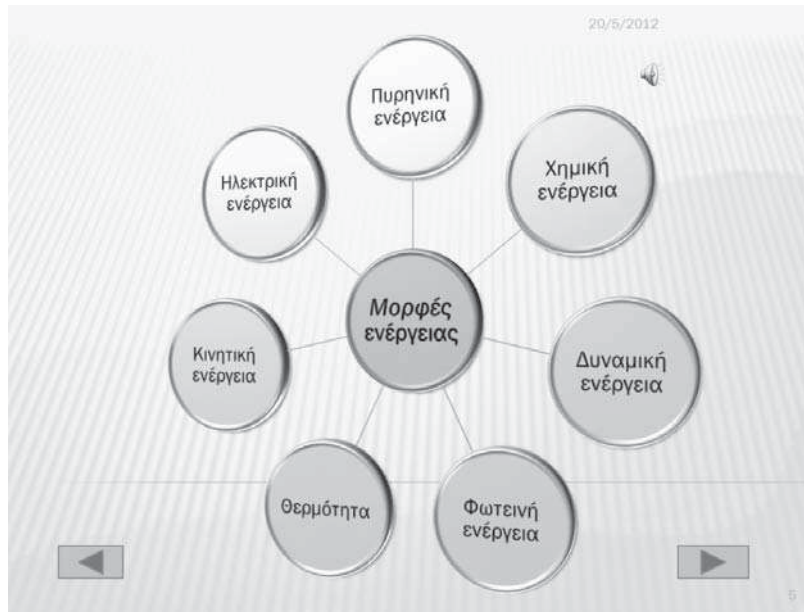 20/5/2012
Πυρηνική
ενέργεια
Χημική
ενέργεια
Δυναμική
ενέργεια
Φωτεινή
ενέργεια
Θερμότητα
Κινητική
ενέργεια
Ηλεκτρική
ενέργεια
Μορφές
ενέργειας
5